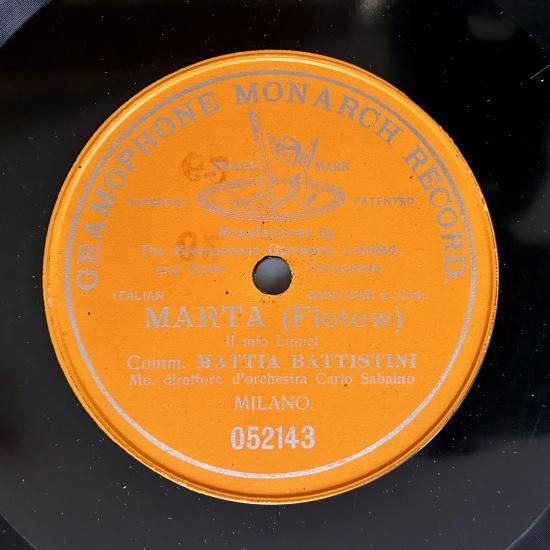 GRAMOPHONE MONARCH RECORD.
TRADE MARK
PATENTED PATENTED
Manufactured by
The Gramophone Company, Limited,
and Sister Companies
ITALIAN BARITONE w. Orch.
MARTA (Flotow)
Il mio Lionel
Comm. MATTIA BATTISTINI
Mo. direttore d'orchestra Carlo Sabaino
MILANO.
052143